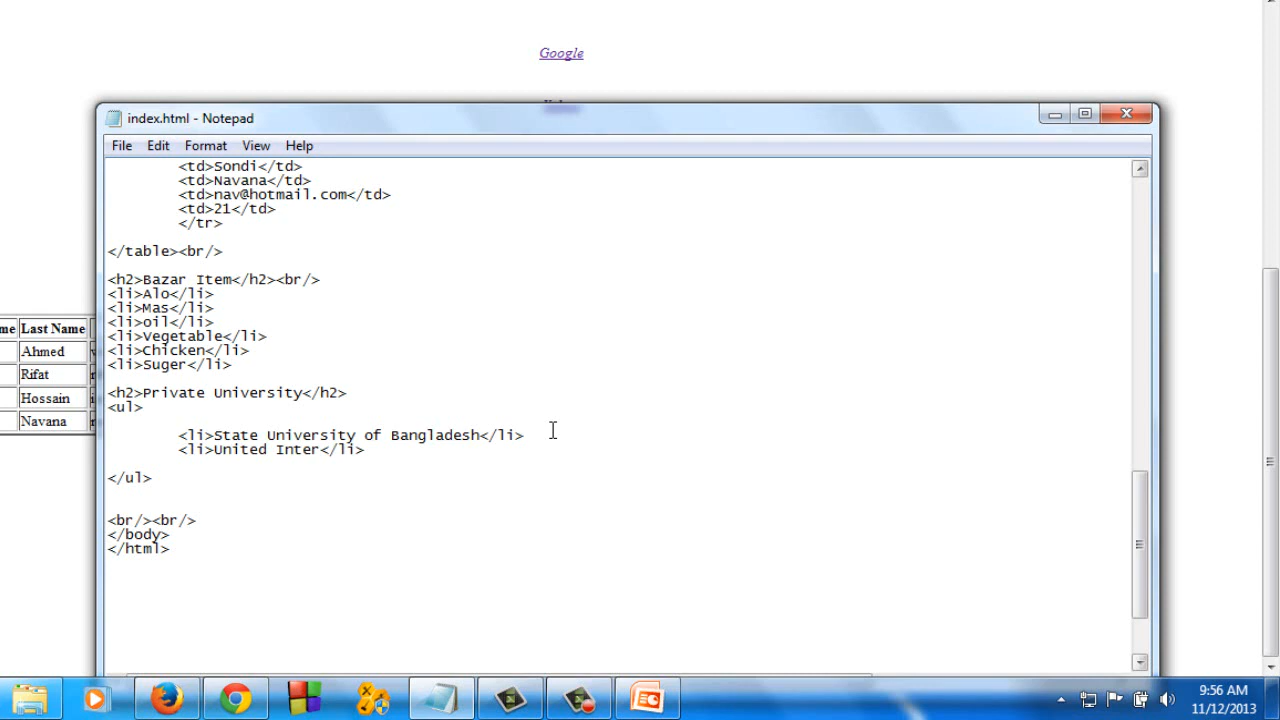 Google
index.html - Notepad
File Edit Format View Help
<td>Sondi</td>
<td>Navana</td>
<td>nav@hotmail.com</td>
<td>21</td>
</tr>
</table><br/>
<h2>Bazar Item</h2><br/>
<li>Alo</li>
<li>Mas</li>
<li>oil</li>
<li>Vegetable</li>
<li>Chicken</li>
<li>Suger</li>
<h2>Private University</h2>
<ul>
<li>State University of Bangladesh</li>
<li>United Inter</li>
</ul>
<br/><br/>
</body>
</html>
me Last Name
Ahmed
Rifat
Hossain
Navana
9:56 AM
11/12/2013